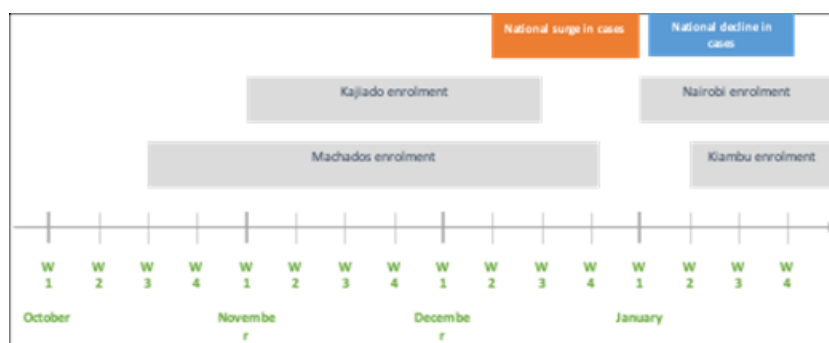 National surge in cases
National decline in
cases
Kajiado enrolment
Nairobi enrolment
Machados enrolment
Kiambu enrolment
W W W W W W W W W W W W W W W W
1 2 3 4 1 2 3 4 1 2 3 4 1 2 3 4
October Novembe Decembe January
r r